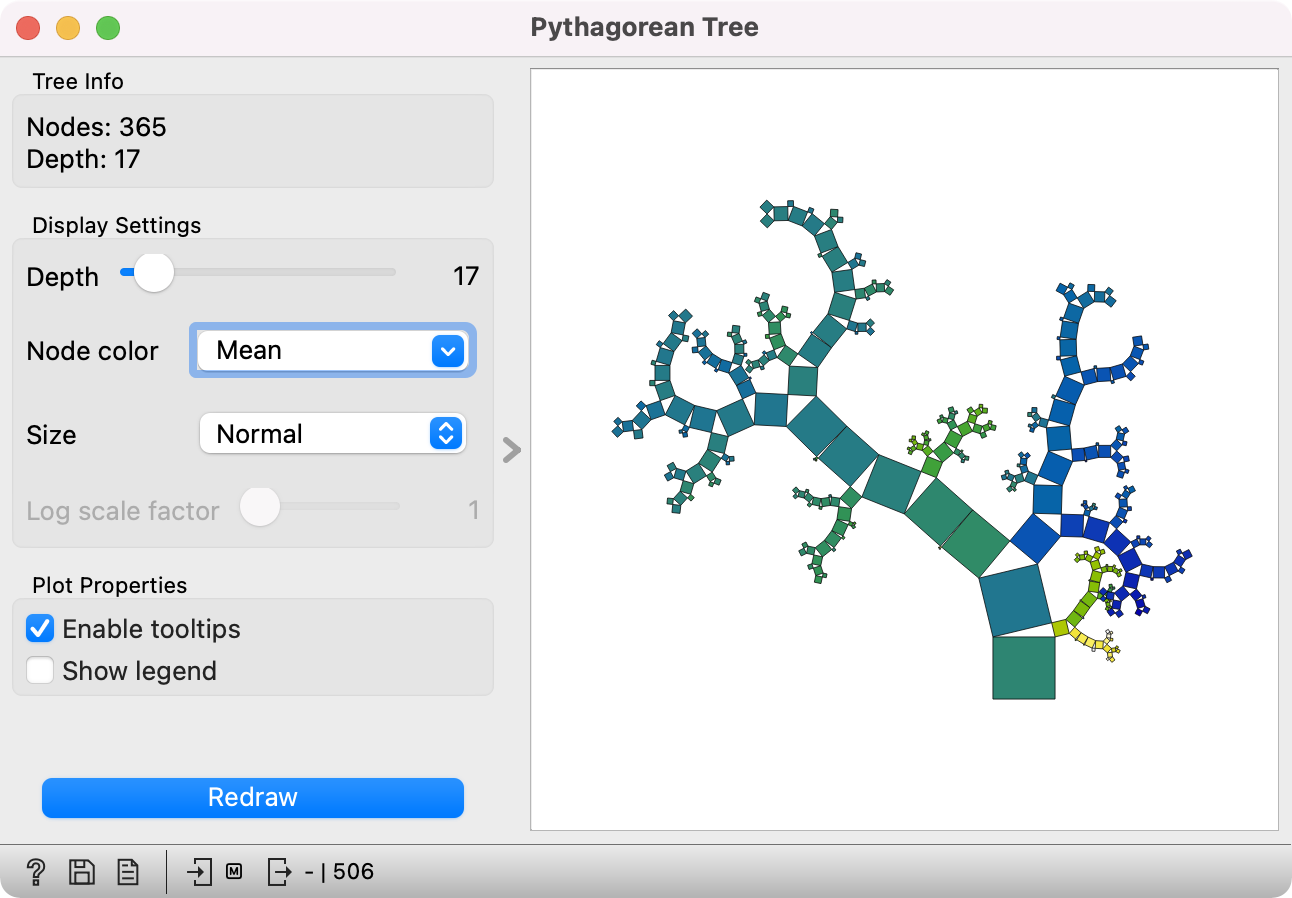 Pythagorean Tree
Tree Info
Nodes: 365
Depth: 17
Display Settings
Depth 17
Node color Mean
Size Normal
Log scale factor 1
Plot Properties
Enable tooltips
Show legend
Redraw
? M - | 506